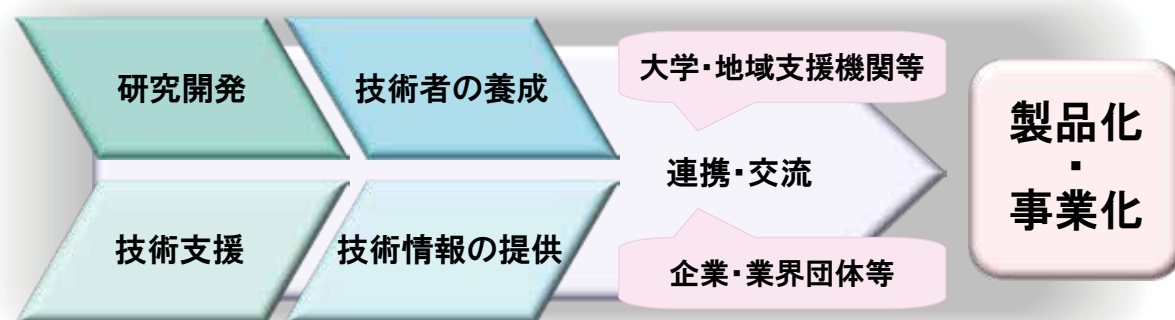 研究開発
技術者の養成
技術支援
技術情報の提供
大学・地域支援機関等
連携・交流
企業・業界団体等
製品化
・
事業化